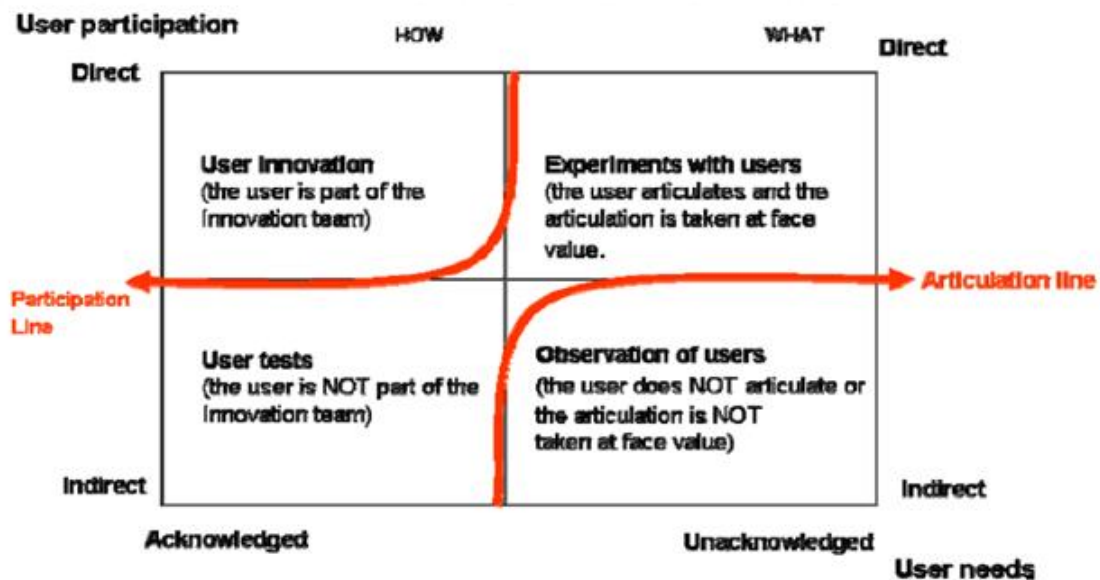 User participation
HOW
WHAT
Direct
Direct
User innovation
(the user is part of the
innovation team)
Experiments with users
(the user articulates and the
articulation is taken at face
value.
Participation
Line
Articulation line
User tests
(the user is NOT part of the
innovation team)
Observation of users
(the user does NOT articulate or
the articulation is NOT
taken at face value)
Indirect
Indirect
Acknowledged
Unacknowledged
User needs